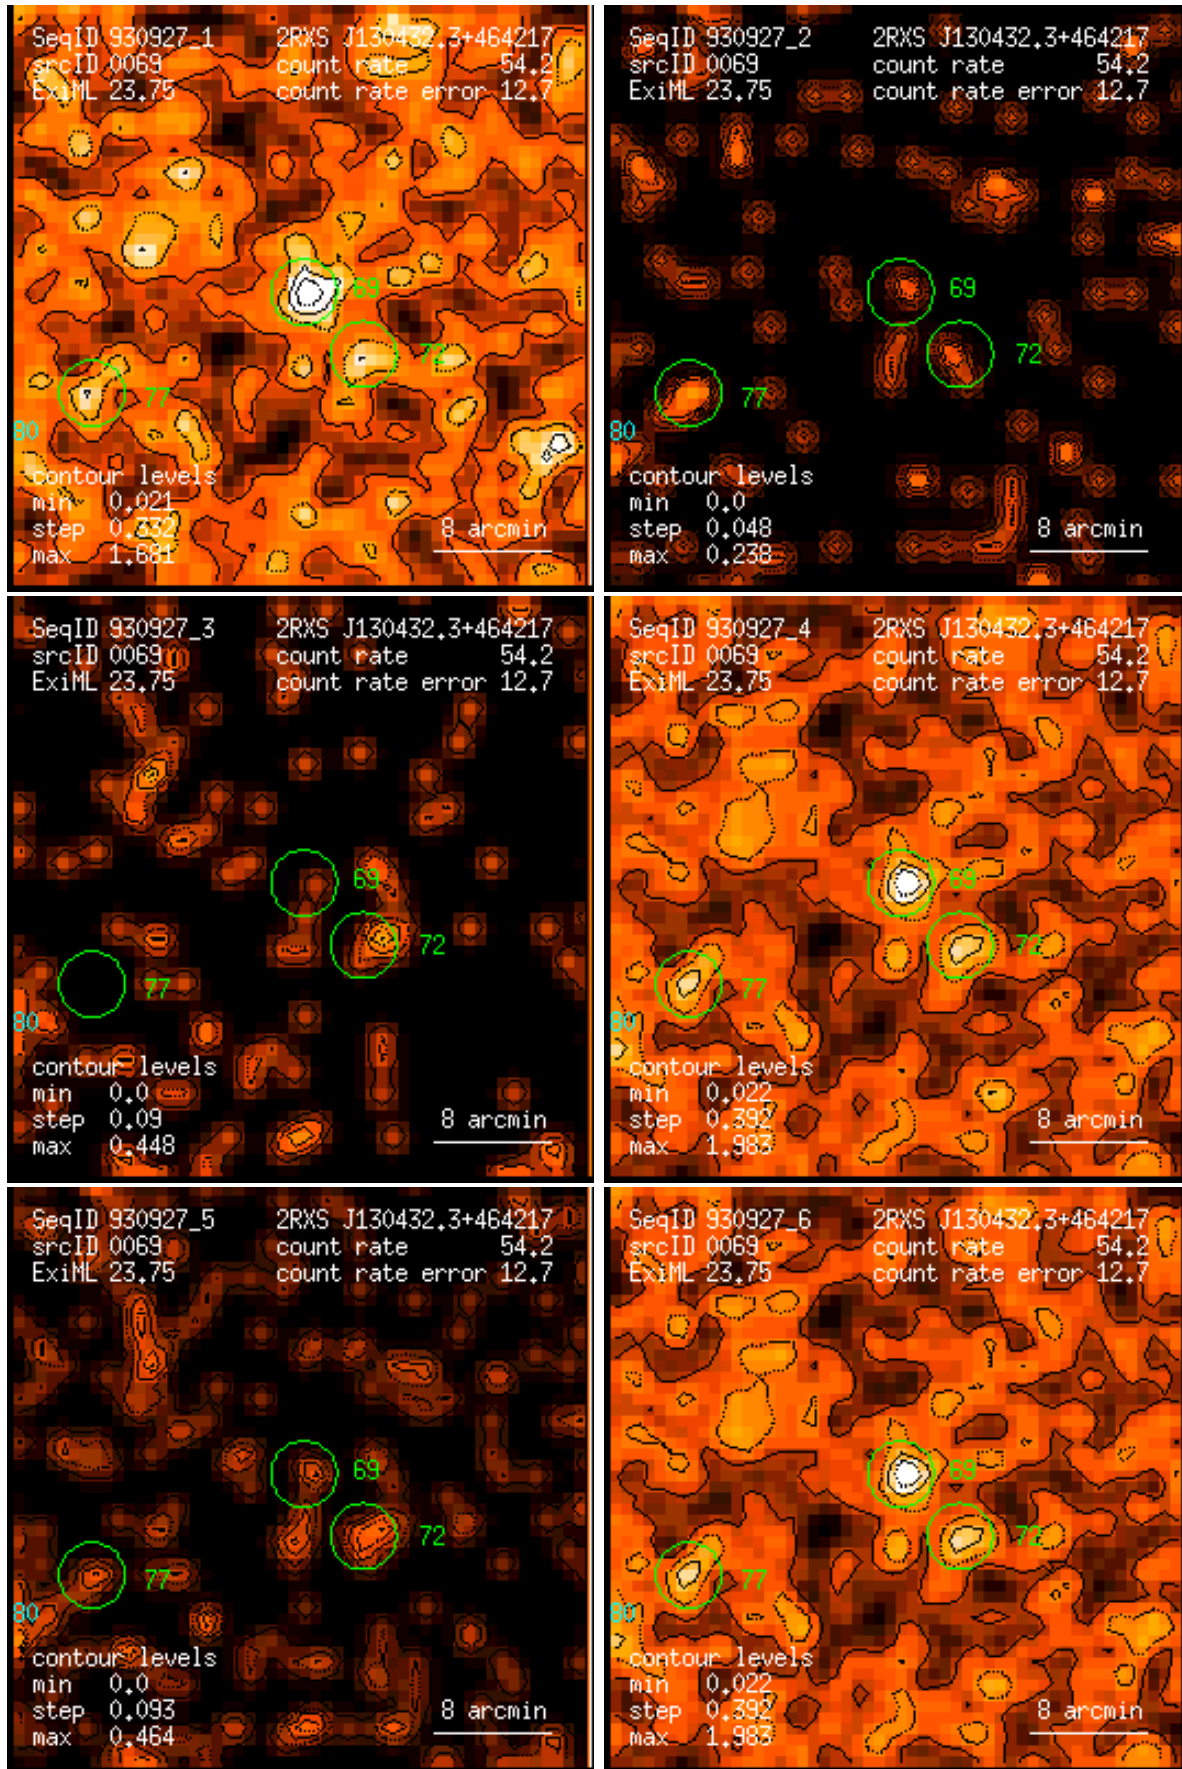 SeqID 930927_1 2RXS J130432.3+464217
srcID 0069 count rate 54.2
ExiML 23.75 count rate error 12.7
69
72
77
80
contour levels
min 0.021
step 0.332
max 1.681
8 arcmin
SeqID 930927_2 2RXS J130432.3+464217
srcID 0069 count rate 54.2
ExiML 23.75 count rate error 12.7
69
72
77
80
contour levels
min 0.0
step 0.048
max 0.238
8 arcmin
SeqID 930927_3 2RXS J130432.3+464217
srcID 0069 count rate 54.2
ExiML 23.75 count rate error 12.7
69
72
77
80
contour levels
min 0.0
step 0.09
max 0.448
8 arcmin
SeqID 930927_4 2RXS J130432.3+464217
srcID 0069 count rate 54.2
ExiML 23.75 count rate error 12.7
69
72
77
80
contour levels
min 0.022
step 0.392
max 1.983
8 arcmin
SeqID 930927_5 2RXS J130432.3+464217
srcID 0069 count rate 54.2
ExiML 23.75 count rate error 12.7
69
72
77
80
contour levels
min 0.0
step 0.093
max 0.464
8 arcmin
SeqID 930927_6 2RXS J130432.3+464217
srcID 0069 count rate 54.2
ExiML 23.75 count rate error 12.7
69
72
77
80
contour levels
min 0.022
step 0.392
max 1.983
8 arcmin